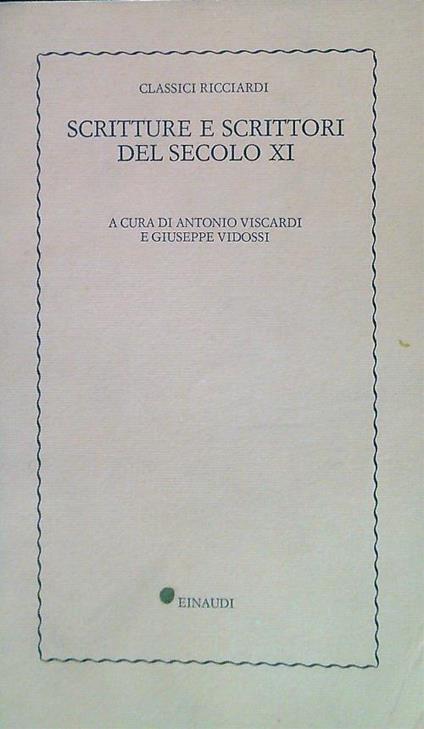 CLASSICI RICCIARDI
SCRITTURE E SCRITTORI
DEL SECOLO XI
A CURA DI ANTONIO VISCARDI
E GIUSEPPE VIDOSSI
EINAUDI